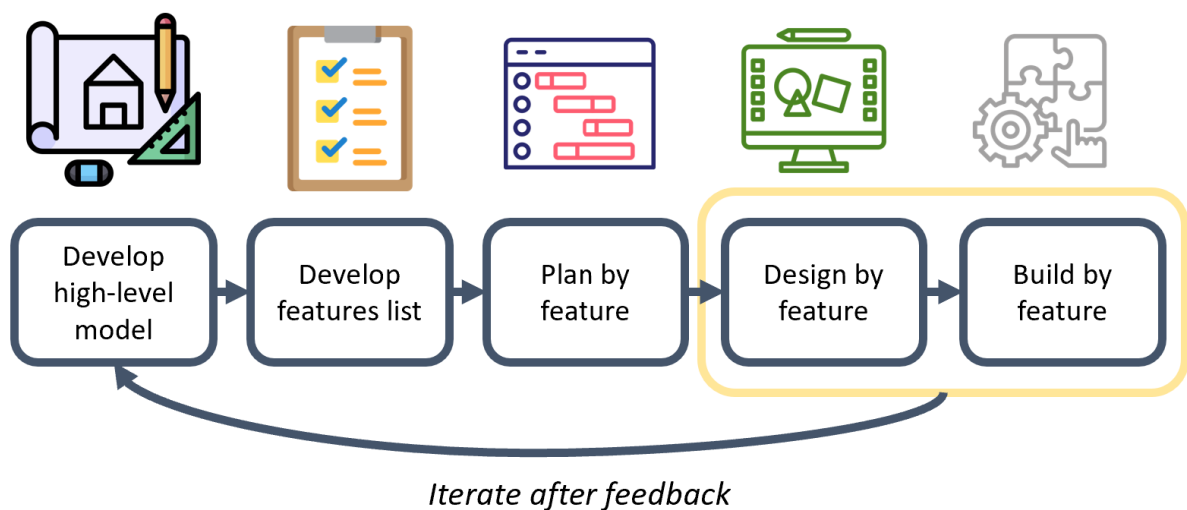 Develop
high-level
model
Develop
features list
Plan by
feature
Design by
feature
Build by
feature
Iterate after feedback